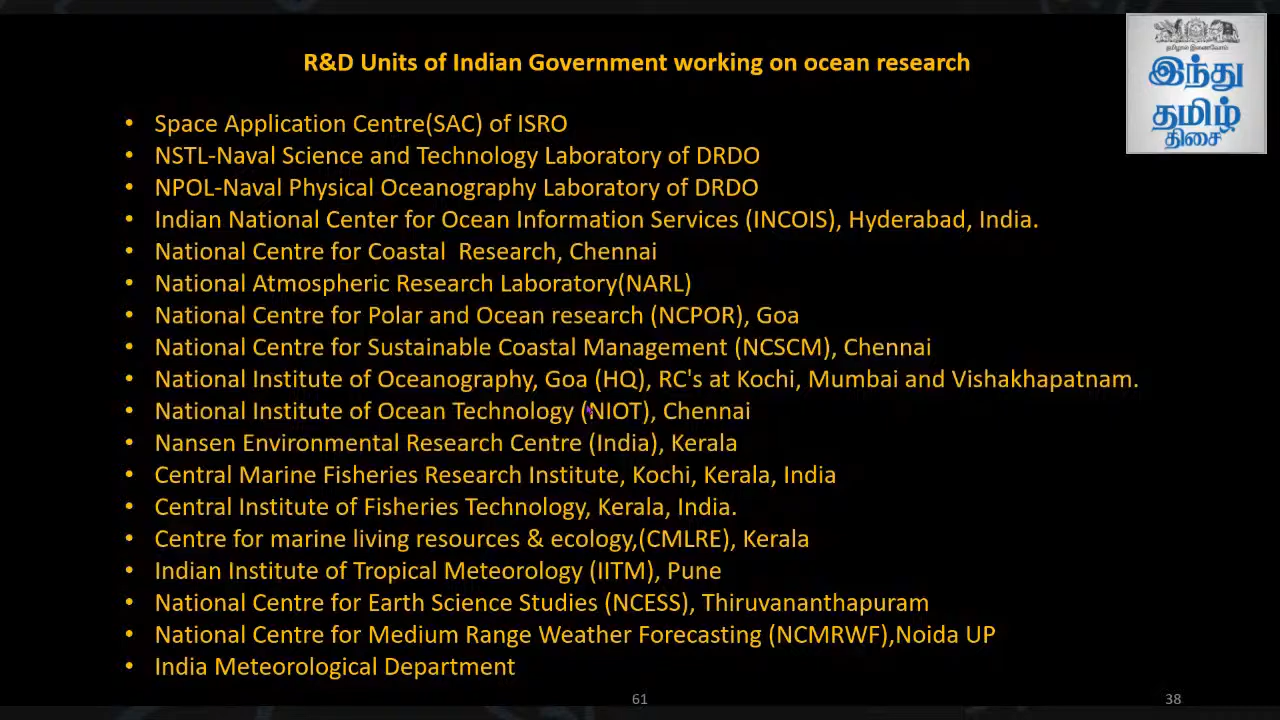 R&D Units of Indian Government working on ocean research
தமிழால் இணைவோம்
இந்து
தமிழ்
திசை
• Space Application Centre(SAC) of ISRO
• NSTL-Naval Science and Technology Laboratory of DRDO
• NPOL-Naval Physical Oceanography Laboratory of DRDO
• Indian National Center for Ocean Information Services (INCOIS), Hyderabad, India.
• National Centre for Coastal  Research, Chennai
• National Atmospheric Research Laboratory(NARL)
• National Centre for Polar and Ocean research (NCPOR), Goa
• National Centre for Sustainable Coastal Management (NCSCM), Chennai
• National Institute of Oceanography, Goa (HQ), RC's at Kochi, Mumbai and Vishakhapatnam.
• National Institute of Ocean Technology (NIOT), Chennai
• Nansen Environmental Research Centre (India), Kerala
• Central Marine Fisheries Research Institute, Kochi, Kerala, India
• Central Institute of Fisheries Technology, Kerala, India.
• Centre for marine living resources & ecology,(CMLRE), Kerala
• Indian Institute of Tropical Meteorology (IITM), Pune
• National Centre for Earth Science Studies (NCESS), Thiruvananthapuram
• National Centre for Medium Range Weather Forecasting (NCMRWF),Noida UP
• India Meteorological Department
61
38